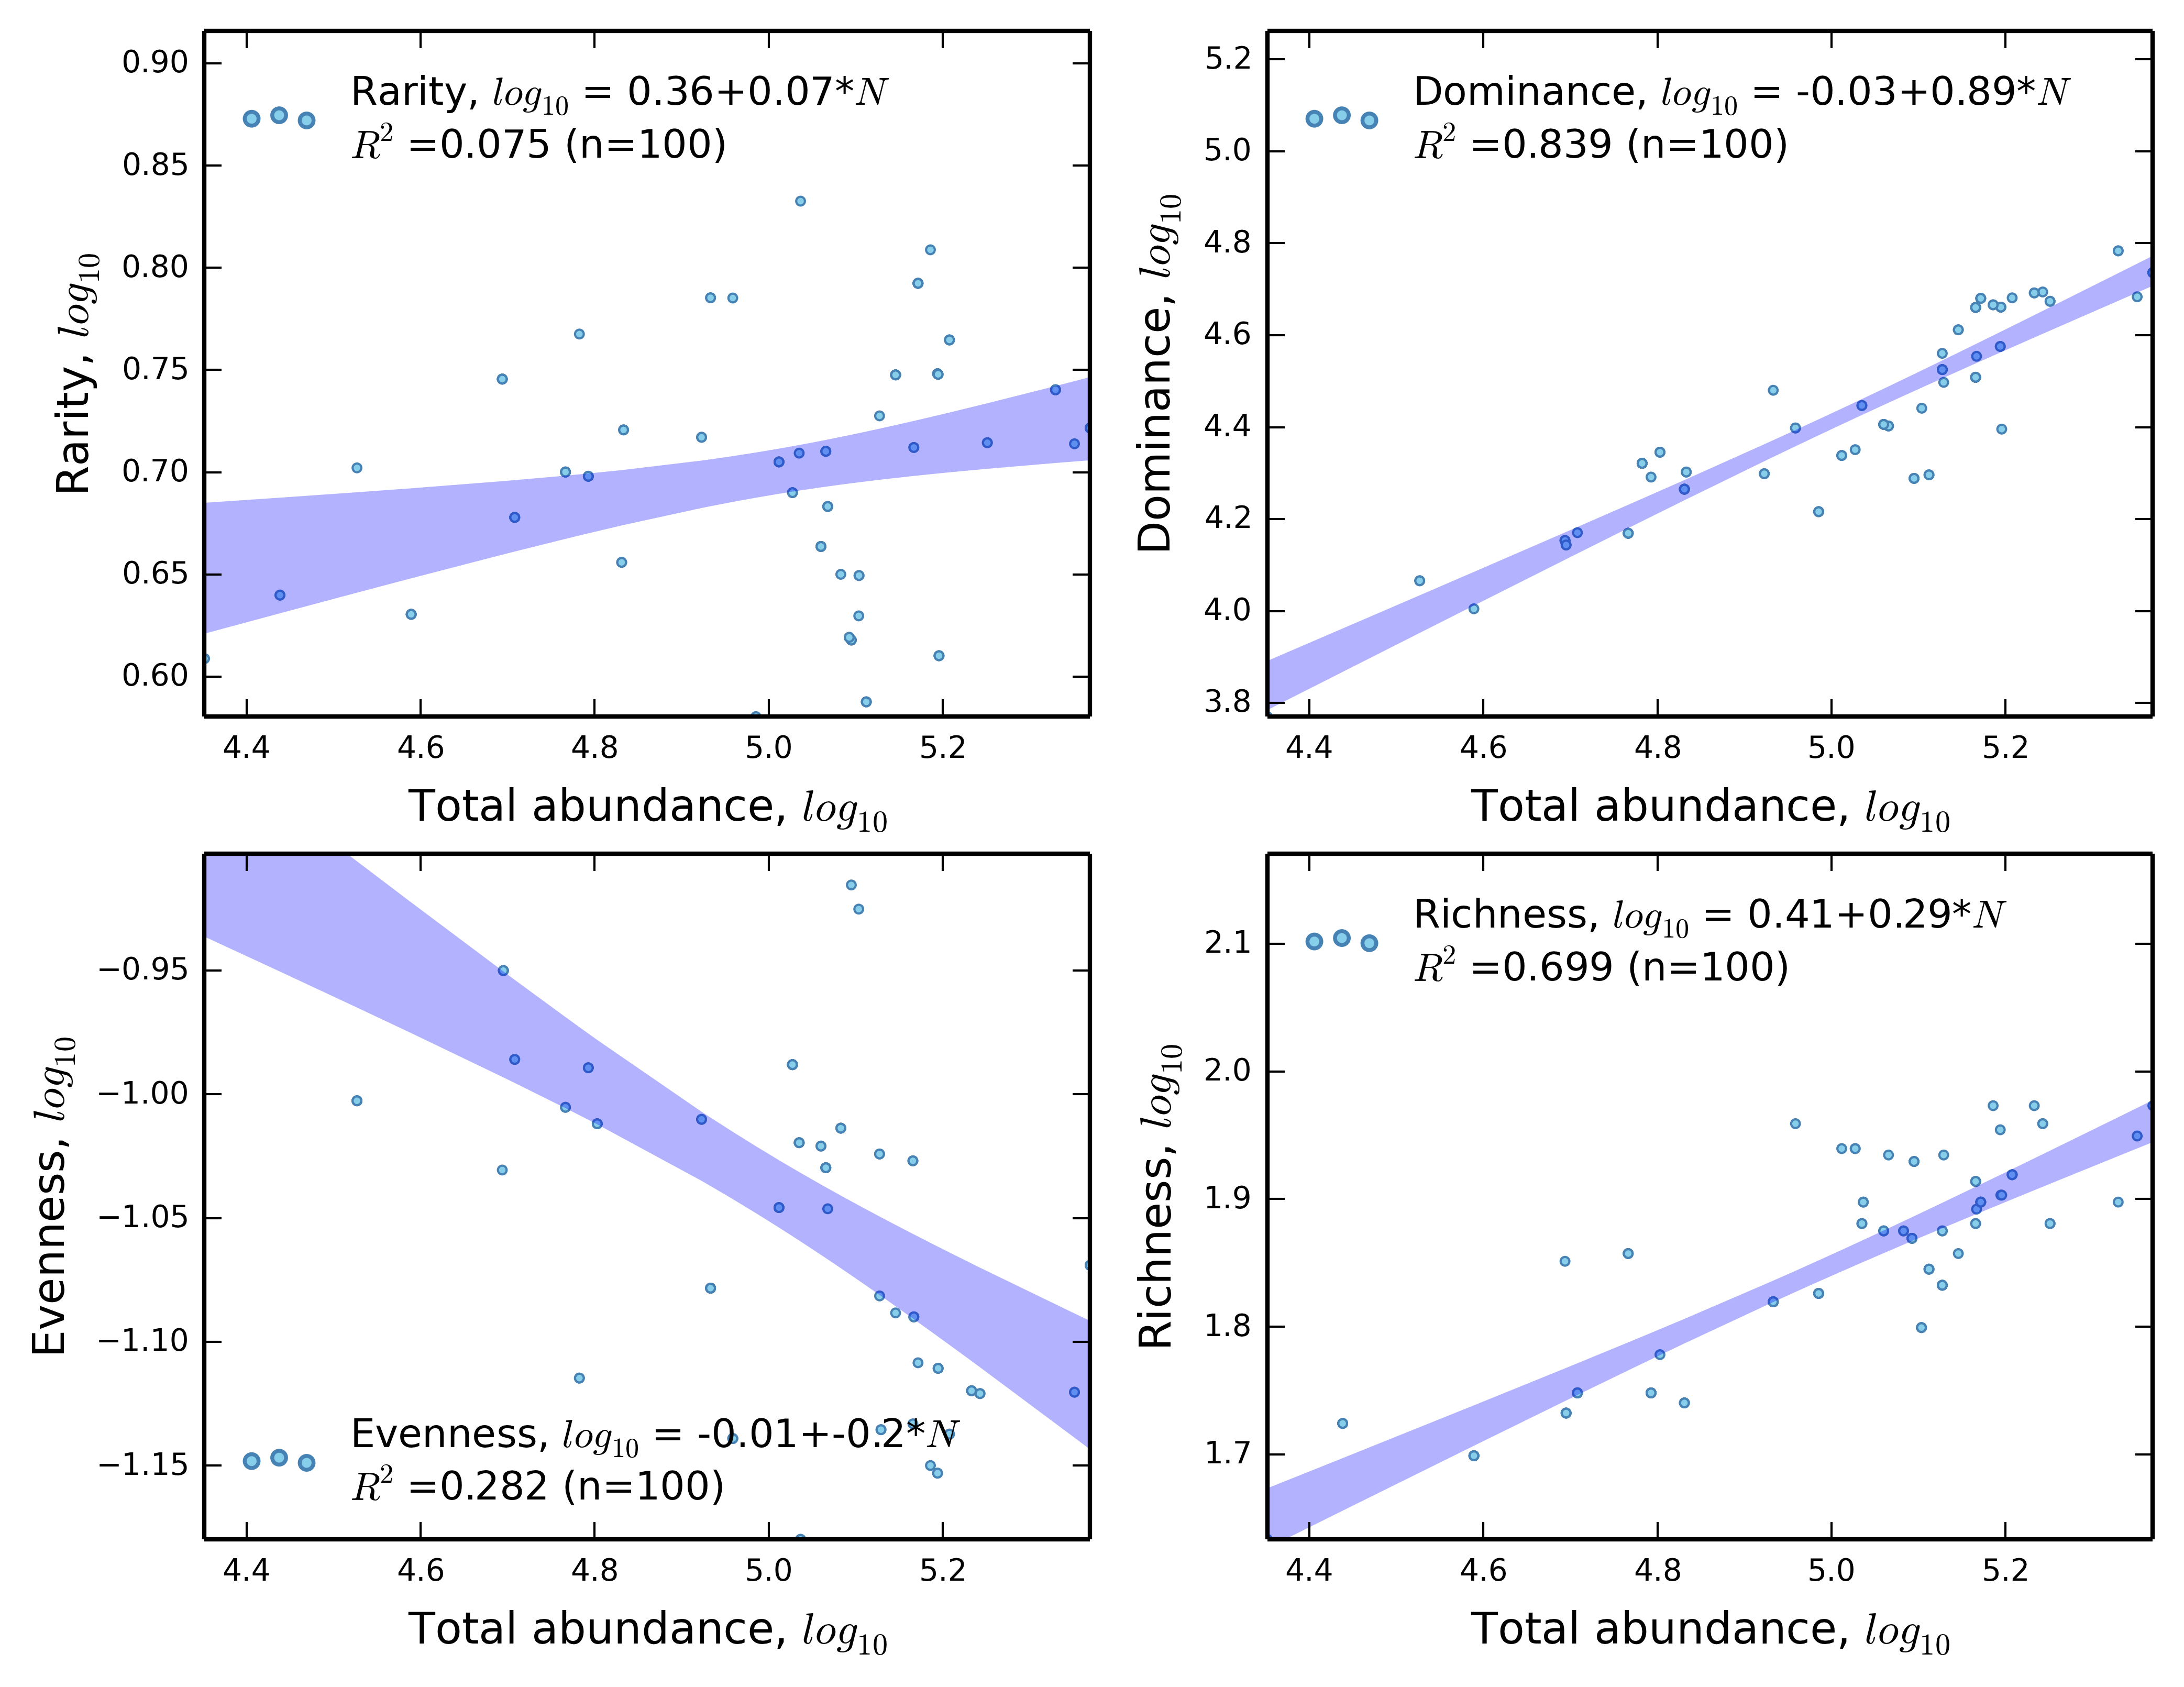 0.90
0.85
0.80
0.75
0.70
0.65
0.60
Rarity, log10
Rarity, log10 = 0.36+0.07*N
R2 =0.075 (n=100)
4.4 4.6 4.8 5.0 5.2
Total abundance, log10
5.2
5.0
4.8
4.6
4.4
4.2
4.0
3.8
Dominance, log10
Dominance, log10 = -0.03+0.89*N
R2 =0.839 (n=100)
4.4 4.6 4.8 5.0 5.2
Total abundance, log10
−0.95
−1.00
−1.05
−1.10
−1.15
Evenness, log10
Evenness, log10 = -0.01+-0.2*N
R2 =0.282 (n=100)
4.4 4.6 4.8 5.0 5.2
Total abundance, log10
2.1
2.0
1.9
1.8
1.7
Richness, log10
Richness, log10 = 0.41+0.29*N
R2 =0.699 (n=100)
4.4 4.6 4.8 5.0 5.2
Total abundance, log10